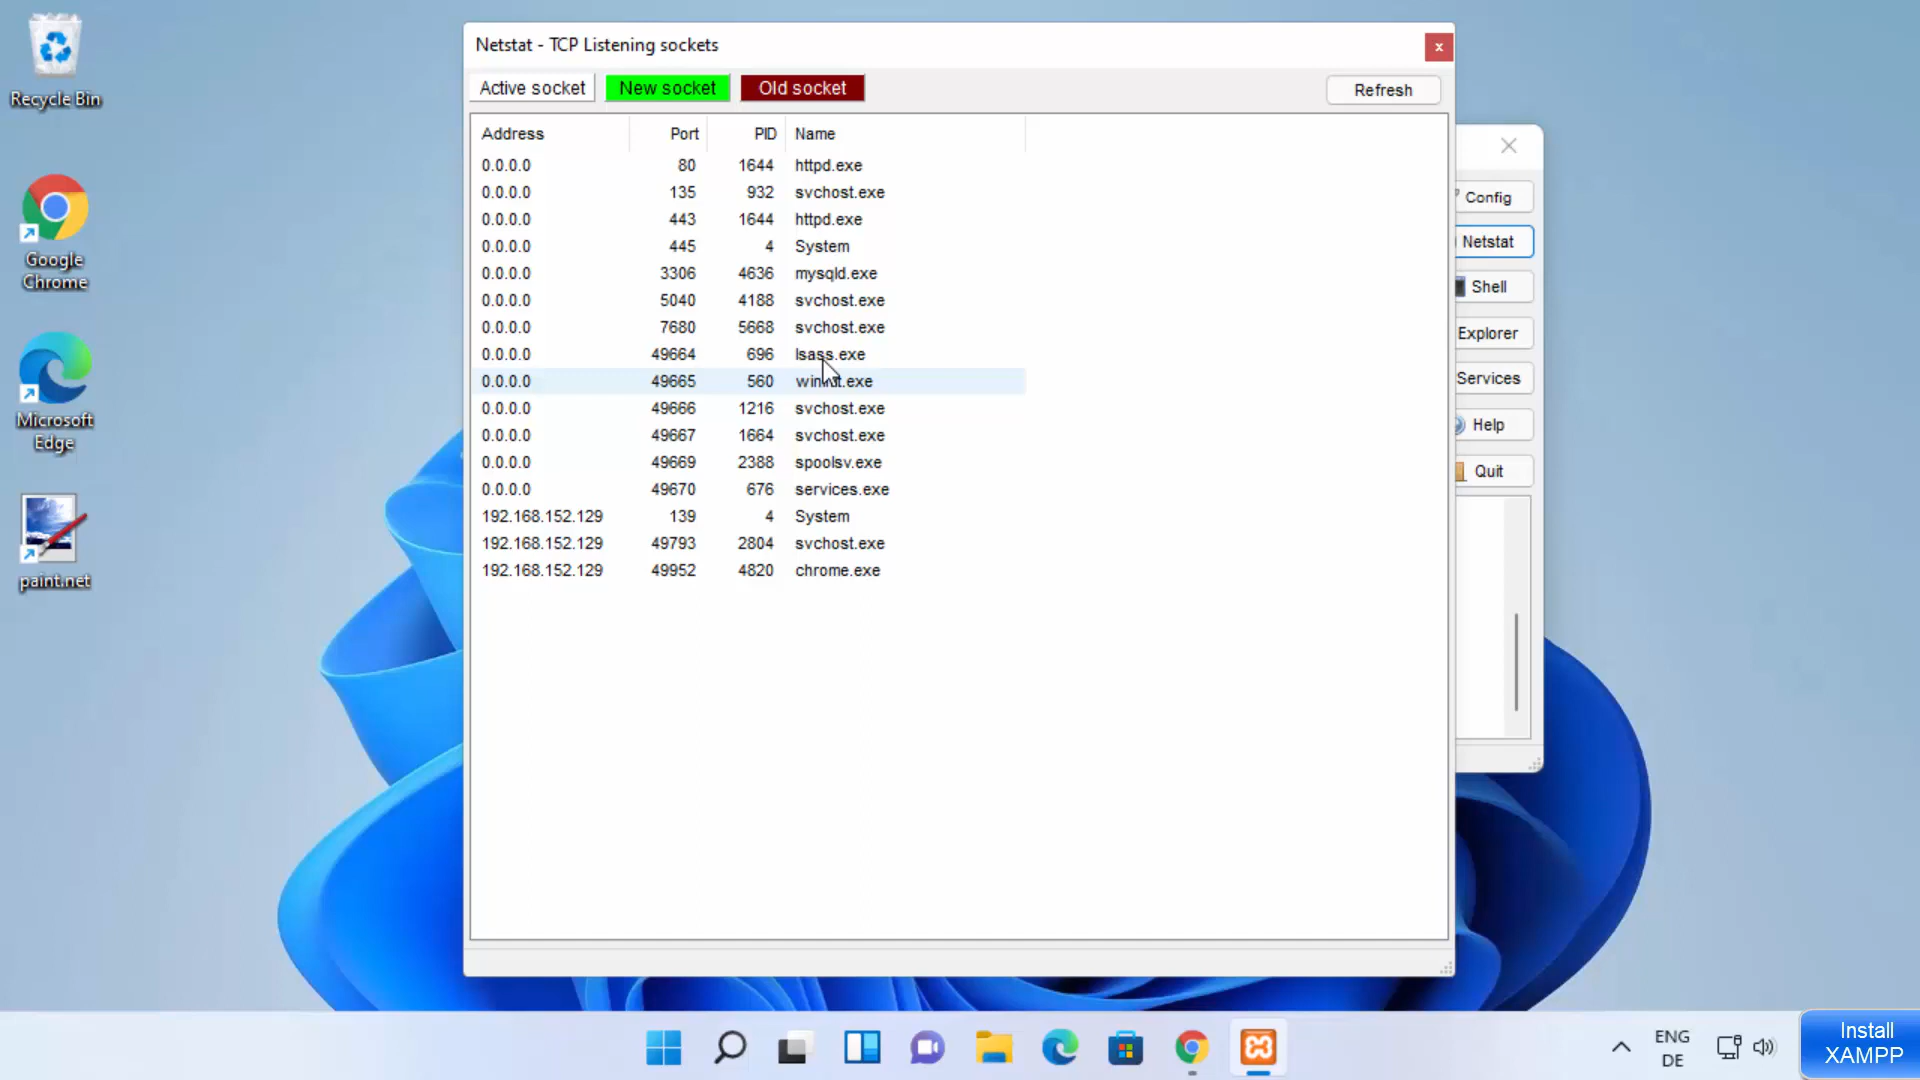 Recycle Bin
Google
Chrome
Microsoft
Edge
paint.net
Netstat - TCP Listening sockets
x
Active socket New socket Old socket Refresh
Address Port PID Name
0.0.0.0 80 1644 httpd.exe
0.0.0.0 135 932 svchost.exe
0.0.0.0 443 1644 httpd.exe
0.0.0.0 445 4 System
0.0.0.0 3306 4636 mysqld.exe
0.0.0.0 5040 4188 svchost.exe
0.0.0.0 7680 5668 svchost.exe
0.0.0.0 49664 696 lsass.exe
0.0.0.0 49665 560
0.0.0.0 49666 1216 svchost.exe
0.0.0.0 49667 1664 svchost.exe
0.0.0.0 49669 2388 spoolsv.exe
0.0.0.0 49670 676 services.exe
192.168.152.129 139 4 System
192.168.152.129 49793 2804 svchost.exe
192.168.152.129 49952 4820 chrome.exe
Config
Netstat
Shell
Explorer
Services
Help
Quit
ENG
DE
Install
XAMPP